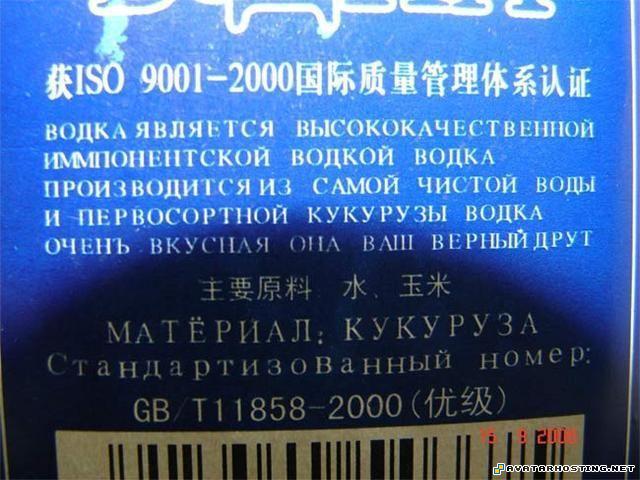 获ISO 9001-2000国际质量管理体系认证
ВОДКА ЯВЛЯЕТСЯ ВЫСОКОКАЧЕСТВЕННОЙ
ИММПОНЕНТСКОЙ ВОДКОЙ ВОДКА
ПРОИЗВОДИТСЯ ИЗ САМОЙ ЧИСТОЙ ВОДЫ
И ПЕРВОСОРТНОЙ КУКУРУЗЫ ВОДКА
ОЧЕНЪ ВКУСНАЯ ОНА ВАШ ВЕРНЫЙ ДРУТ
主要原料 水、玉米
МАТЁРИАЛ: КУКУРУЗА
Стандартизованный номер:
GB/T11858-2000(优级)
15 9 2008
AVATARHOSTING.NET